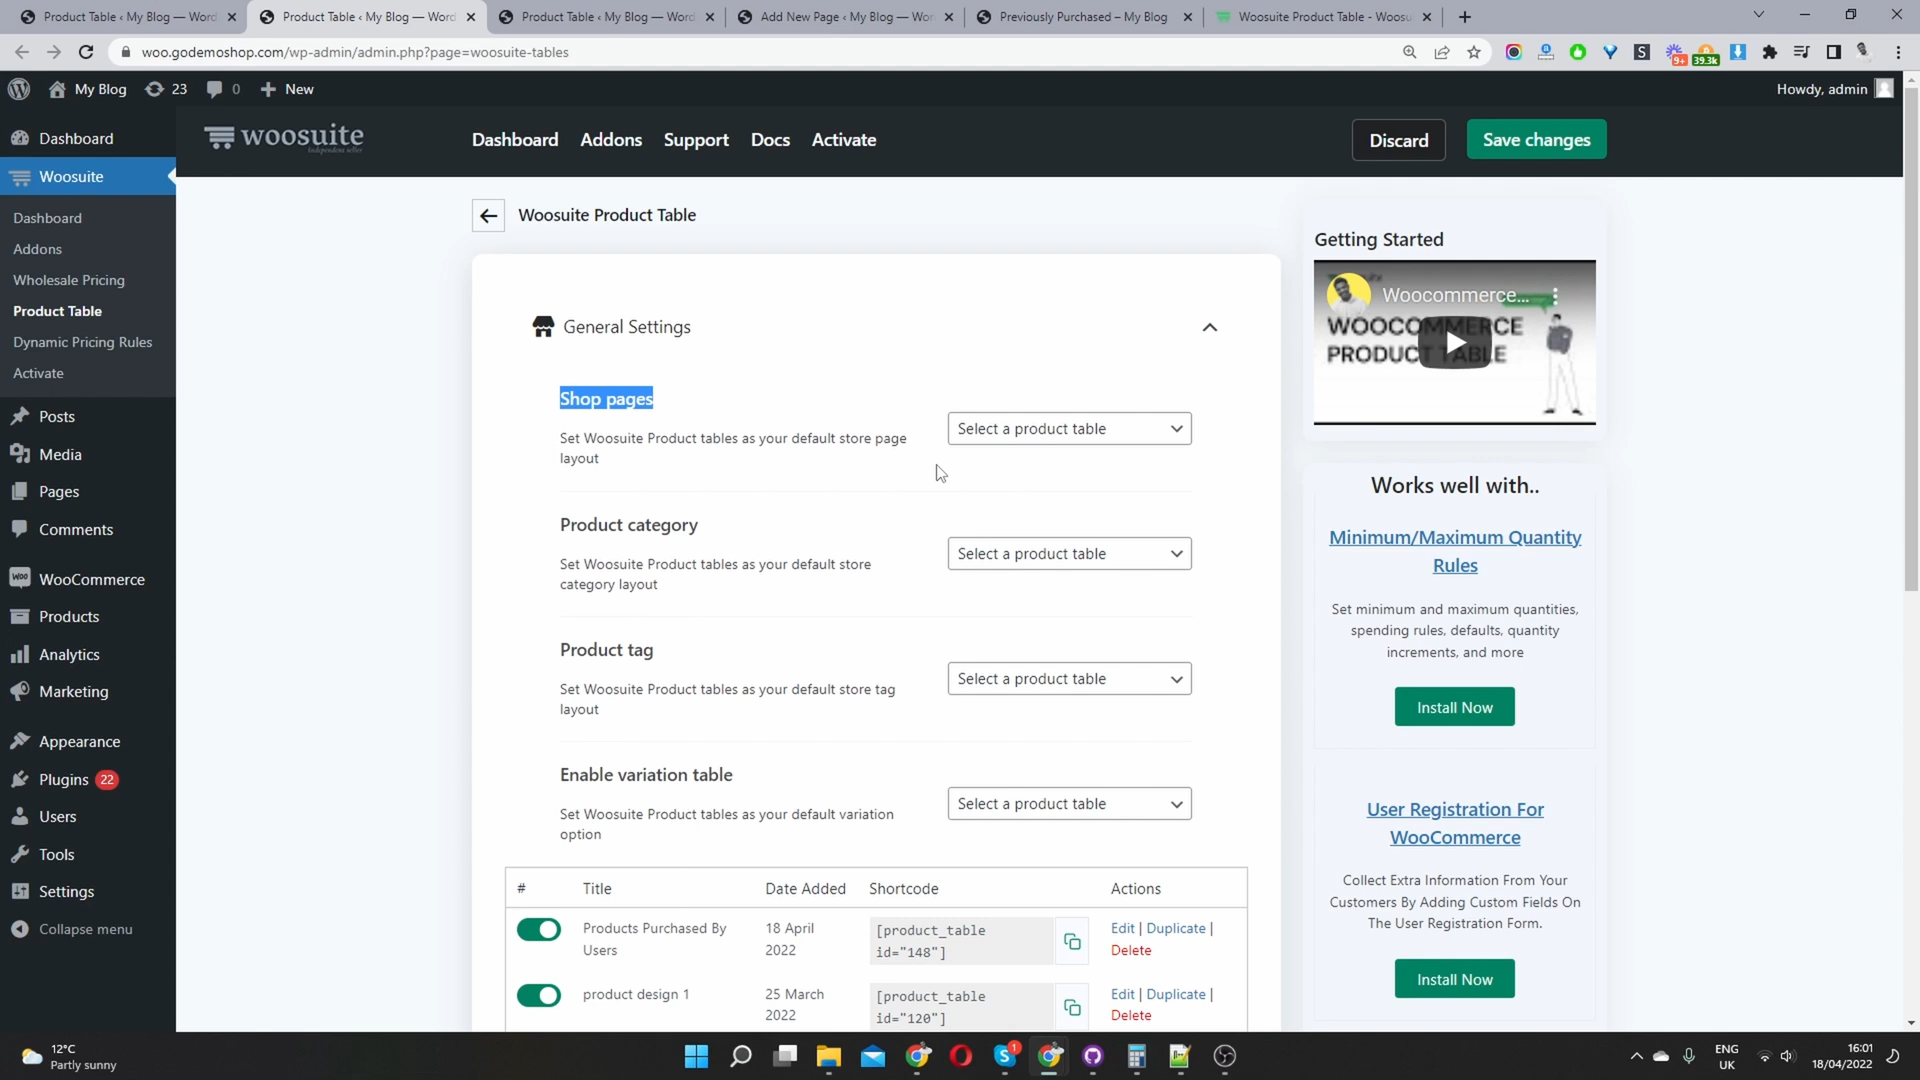 Product Table ‹ My Blog — Word
Product Table ‹ My Blog — Word
Product Table ‹ My Blog — Word
Add New Page ‹ My Blog — Wor
Previously Purchased – My Blog
Woosuite Product Table - Woosu
woo.godemoshop.com/wp-admin/admin.php?page=woosuite-tables
9+
39.3k
My Blog
23
0
New
Howdy, admin
woosuite
Dashboard
Addons
Support
Docs
Activate
Discard
Save changes
Dashboard
Woosuite
Dashboard
Addons
Wholesale Pricing
Product Table
Dynamic Pricing Rules
Activate
Posts
Media
Pages
Comments
WooCommerce
Products
Analytics
Marketing
Appearance
Plugins 22
Users
Tools
Settings
Collapse menu
Woosuite Product Table
General Settings
Shop pages
Set Woosuite Product tables as your default store page
layout
Select a product table
Product category
Set Woosuite Product tables as your default store
category layout
Select a product table
Product tag
Set Woosuite Product tables as your default store tag
layout
Select a product table
Enable variation table
Set Woosuite Product tables as your default variation
option
Select a product table
# Title Date Added Shortcode Actions
Products Purchased By
Users
18 April
2022
[product_table
id="148"]
Edit | Duplicate |
Delete
product design 1
25 March
2022
[product_table
id="120"]
Edit | Duplicate |
Delete
Getting Started
Woocommerce...
WOOCOMMERCE
PRODUCT TABLE
Works well with..
Minimum/Maximum Quantity
Rules
Set minimum and maximum quantities,
spending rules, defaults, quantity
increments, and more
Install Now
User Registration For
WooCommerce
Collect Extra Information From Your
Customers By Adding Custom Fields On
The User Registration Form.
Install Now
12°C
Partly sunny
1
ENG
UK
16:01
18/04/2022